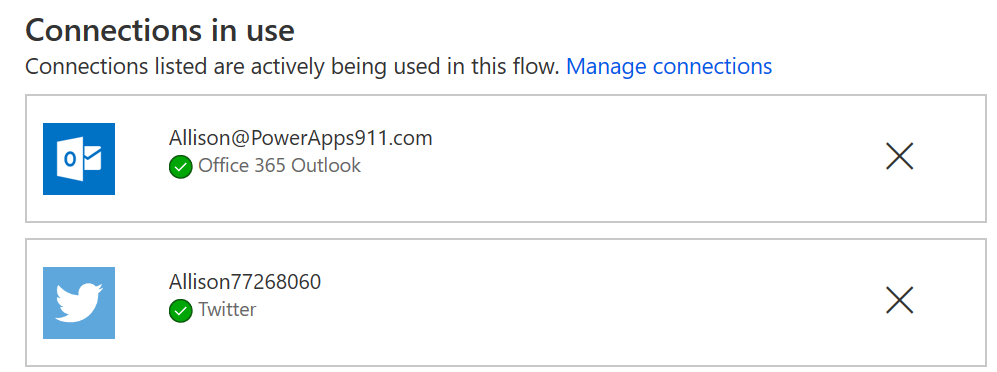 Connections in use
Connections listed are actively being used in this flow. Manage connections
Allison@PowerApps911.com
Office 365 Outlook
Allison77268060
Twitter